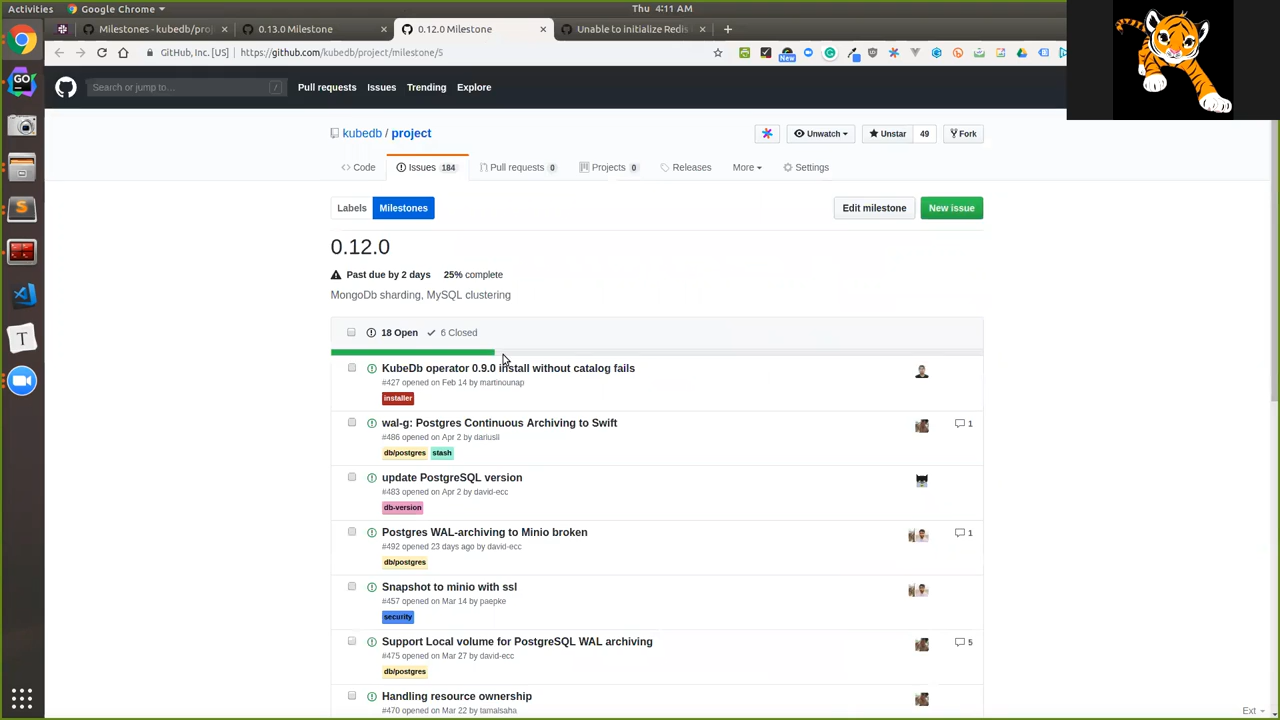 Activities
Google Chrome
Thu 4:11 AM
Milestones - kubedb/proj
0.13.0 Milestone
0.12.0 Milestone
Unable to initialize Redis
GitHub, Inc. [US]
https://github.com/kubedb/project/milestone/5
New
Search or jump to…
/
Pull requests
Issues
Trending
Explore
kubedb / project
Unwatch
Unstar
49
Fork
Code
Issues 184
Pull requests 0
Projects 0
Releases
More
Settings
Labels
Milestones
Edit milestone
New issue
0.12.0
Past due by 2 days 25% complete
MongoDb sharding, MySQL clustering
18 Open
6 Closed
KubeDb operator 0.9.0 install without catalog fails
#427 opened on Feb 14 by martinounap
installer
wal-g: Postgres Continuous Archiving to Swift
1
#486 opened on Apr 2 by dariusli
db/postgres stash
update PostgreSQL version
#483 opened on Apr 2 by david-ecc
db-version
Postgres WAL-archiving to Minio broken
1
#492 opened 23 days ago by david-ecc
db/postgres
Snapshot to minio with ssl
#457 opened on Mar 14 by paepke
security
Support Local volume for PostgreSQL WAL archiving
5
#475 opened on Mar 27 by david-ecc
db/postgres
Handling resource ownership
#470 opened on Mar 22 by tamalsaha
Ext